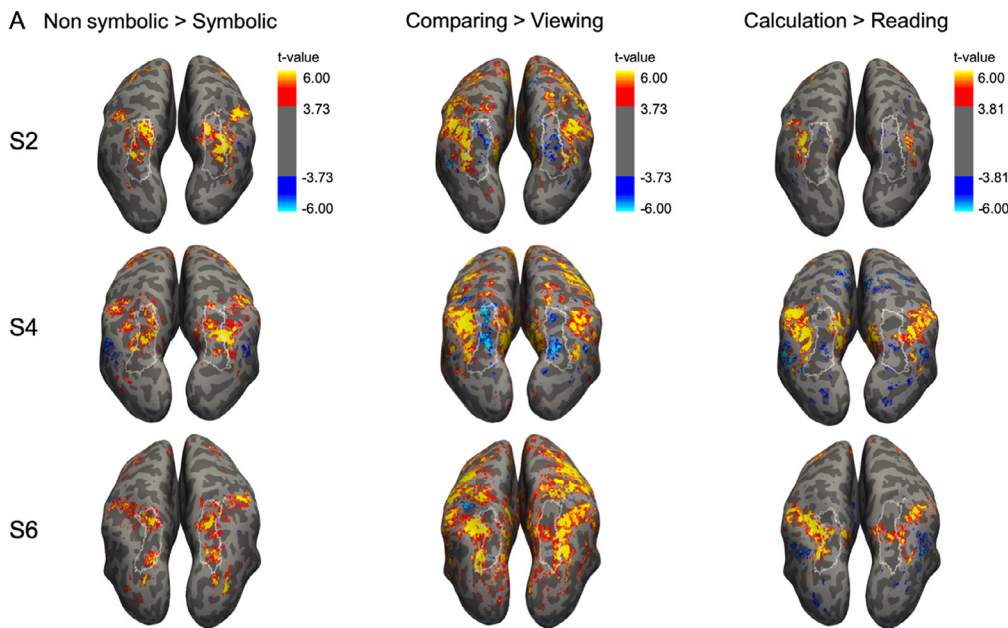 A
Non symbolic > Symbolic
Comparing > Viewing
Calculation > Reading
t-value
6.00
3.73
-3.73
-6.00
t-value
6.00
3.73
-3.73
-6.00
t-value
6.00
3.81
-3.81
-6.00
S2
S4
S6